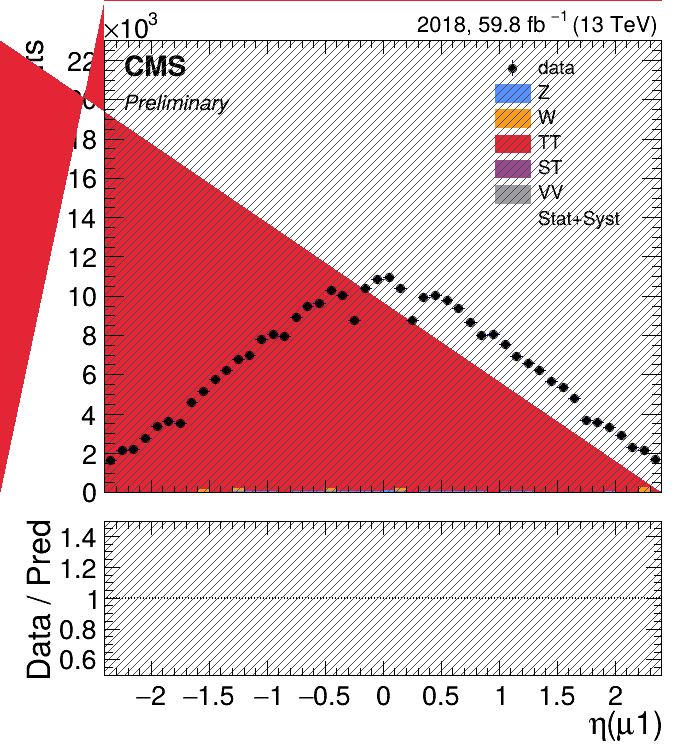 ×10³
2018, 59.8 fb⁻¹ (13 TeV)
CMS
Preliminary
data
Z
W
TT
ST
VV
Stat+Syst
22
18
16
14
12
10
8
6
4
2
0
Data / Pred
1.4
1.2
1
0.8
0.6
−2 −1.5 −1 −0.5 0 0.5 1 1.5 2
η(μ1)